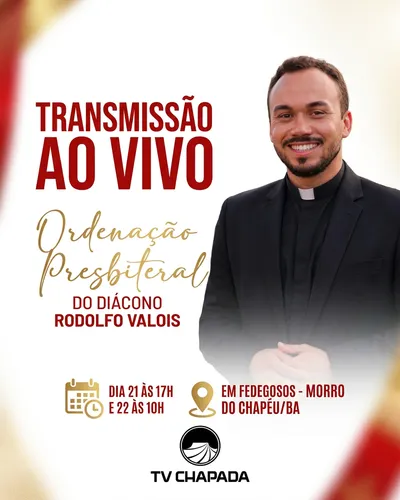 TRANSMISSÃO
AO VIVO
Ordenação
Presbiteral
DO DIÁCONO
RODOLFO VALOIS
DIA 21 ÀS 17H
E 22 ÀS 10H
EM FEDEGOSOS - MORRO
DO CHAPÉU/BA
TV CHAPADA